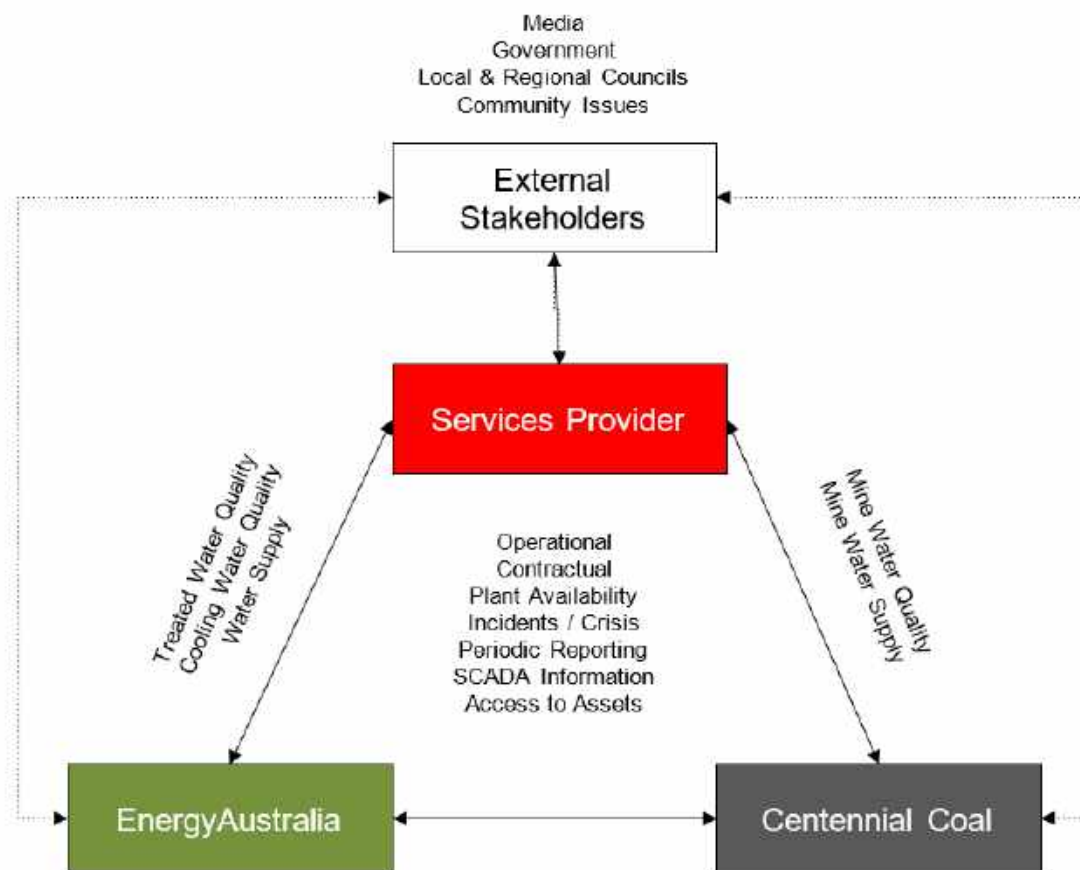 Media
Government
Local & Regional Councils
Community Issues
External
Stakeholders
Services Provider
Treated Water Quality
Cooling Water Quality
Water Supply
Operational
Contractual
Plant Availability
Incidents / Crisis
Periodic Reporting
SCADA Information
Access to Assets
Mine Water Quality
Mine Water Supply
EnergyAustralia
Centennial Coal